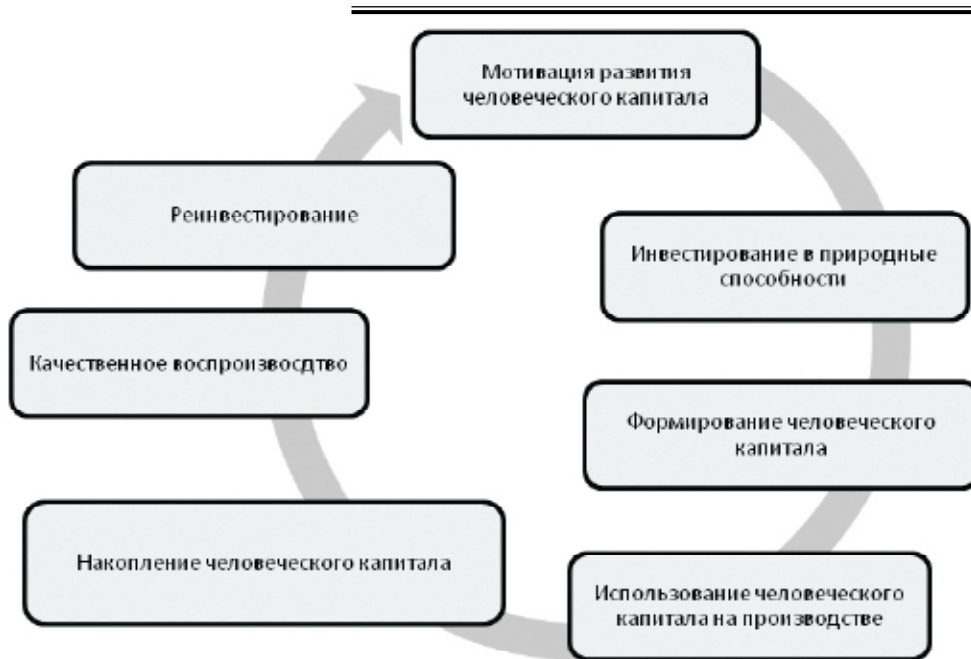 Мотивация развития
человеческого капитала
Инвестирование в природные
способности
Формирование человеческого
капитала
Использование человеческого
капитала на производстве
Накопление человеческого капитала
Качественное воспроизвосдтво
Реинвестирование